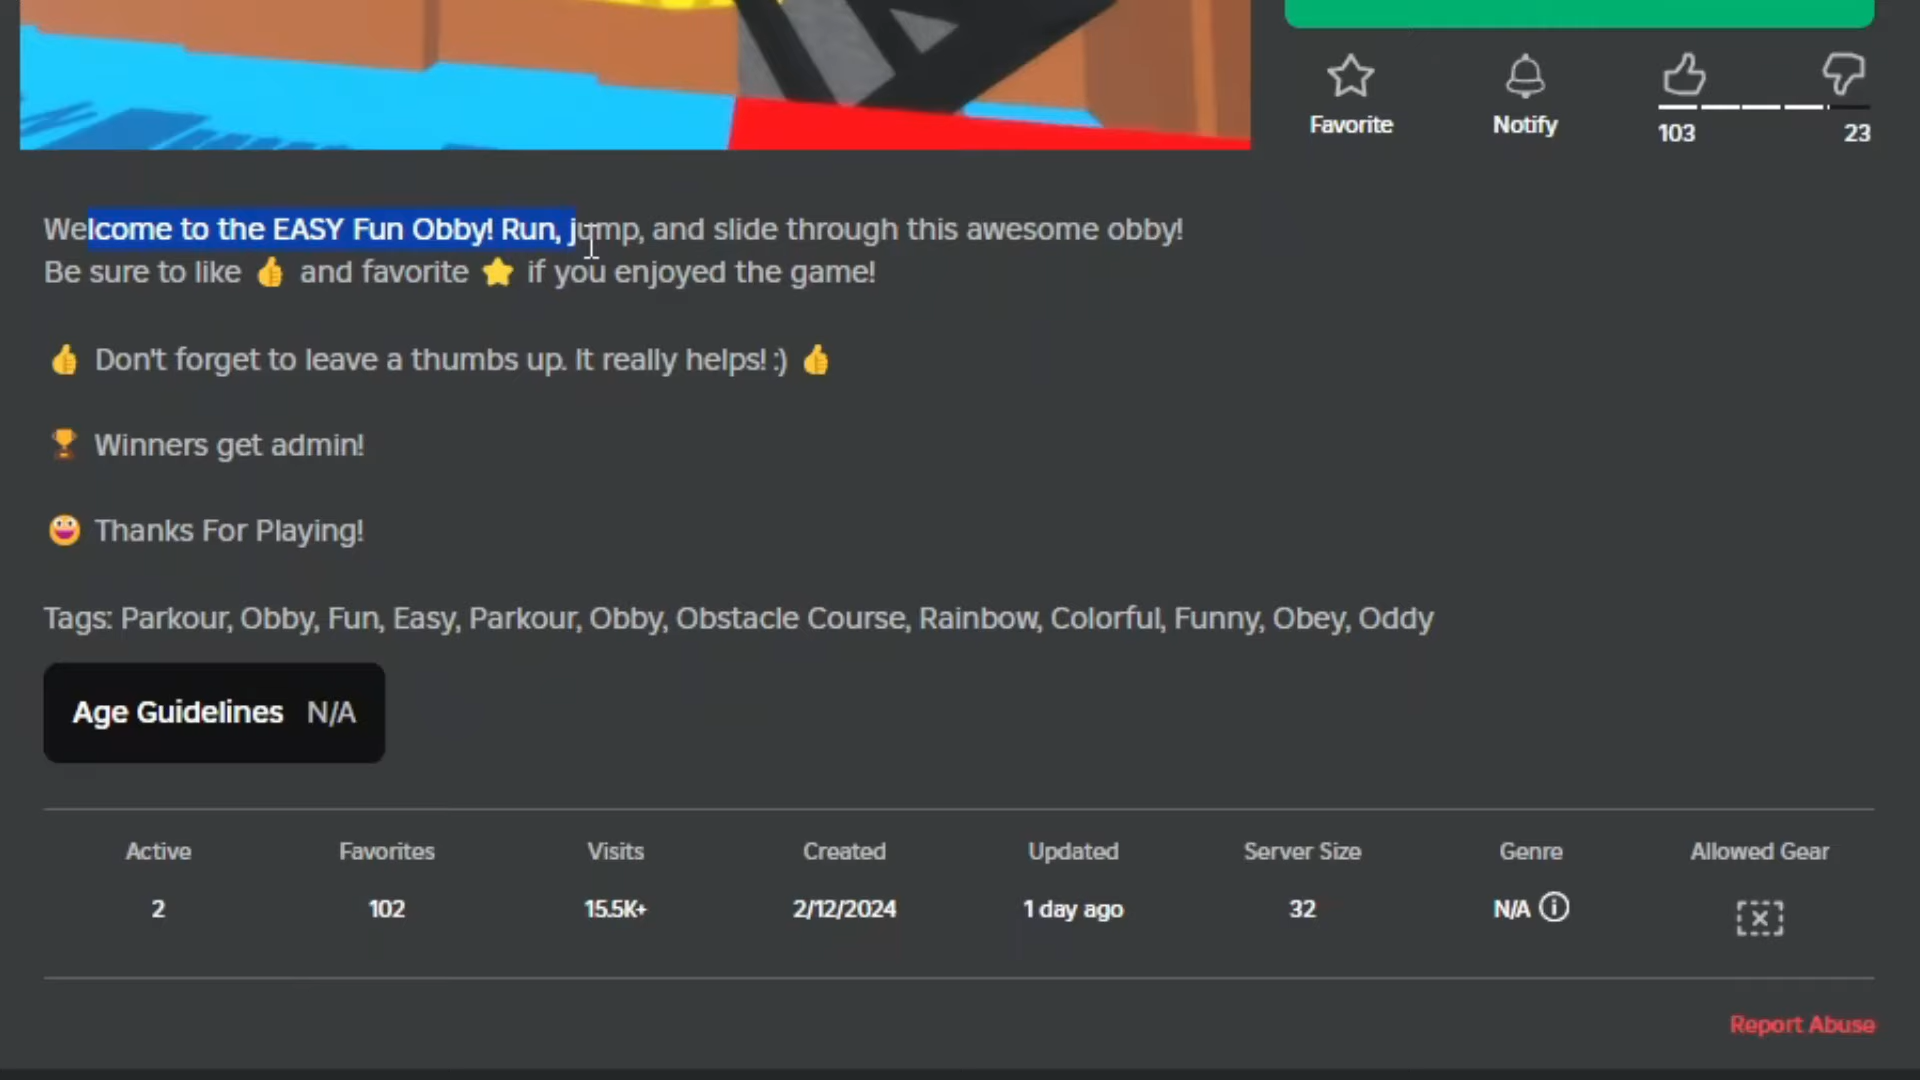 Favorite
Notify
103
23
Welcome to the EASY Fun Obby! Run, jump, and slide through this awesome obby!
Be sure to like 👍 and favorite ⭐ if you enjoyed the game!
👍 Don't forget to leave a thumbs up. It really helps! :) 👍
🏆 Winners get admin!
😃 Thanks For Playing!
Tags: Parkour, Obby, Fun, Easy, Parkour, Obby, Obstacle Course, Rainbow, Colorful, Funny, Obey, Oddy
Age Guidelines N/A
Active Favorites Visits Created Updated Server Size Genre Allowed Gear
2 102 15.5K+ 2/12/2024 1 day ago 32 N/A
Report Abuse